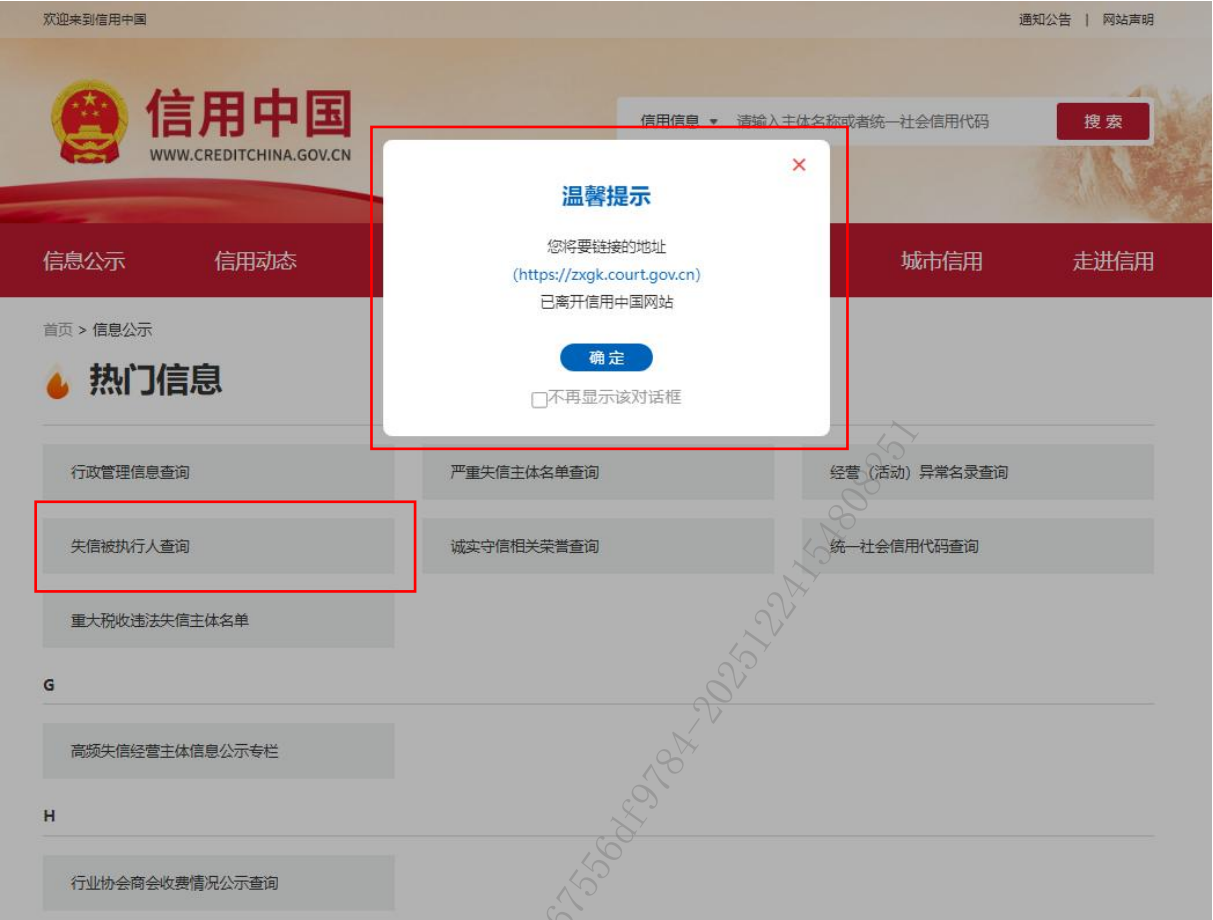 欢迎来到信用中国
通知公告 | 网站声明
信用中国
WWW.CREDITCHINA.GOV.CN
信用信息 ▼ 请输入主体名称或者统一社会信用代码 搜索
×
温馨提示
您将要链接的地址
(https://zxgk.court.gov.cn)
已离开信用中国网站
确定
不再显示该对话框
信息公示 信用动态 城市信用 走进信用
首页 > 信息公示
热门信息
行政管理信息查询 严重失信主体名单查询 经营（活动）异常名录查询
失信被执行人查询 诚实守信相关荣誉查询 统一社会信用代码查询
重大税收违法失信主体名单
G
高频失信经营主体信息公示专栏
H
行业协会商会收费情况公示查询
67556df9784-20251224154808251